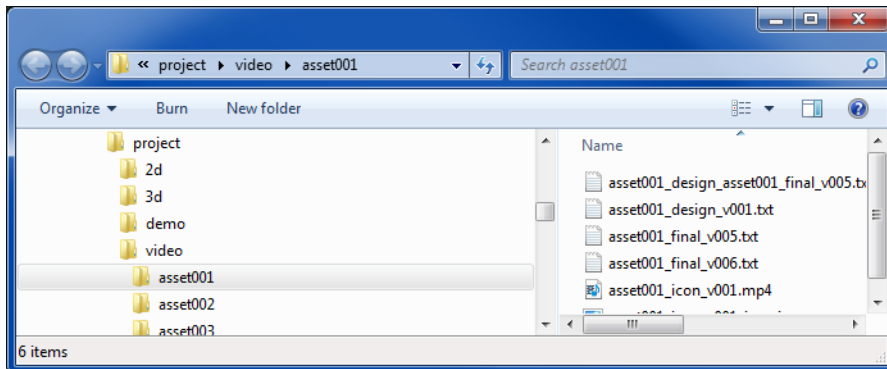 « project ▸ video ▸ asset001
Search asset001
Organize
Burn
New folder
project
2d
3d
demo
video
asset001
asset002
asset003
Name
asset001_design_asset001_final_v005.tx
asset001_design_v001.txt
asset001_final_v005.txt
asset001_final_v006.txt
asset001_icon_v001.mp4
6 items